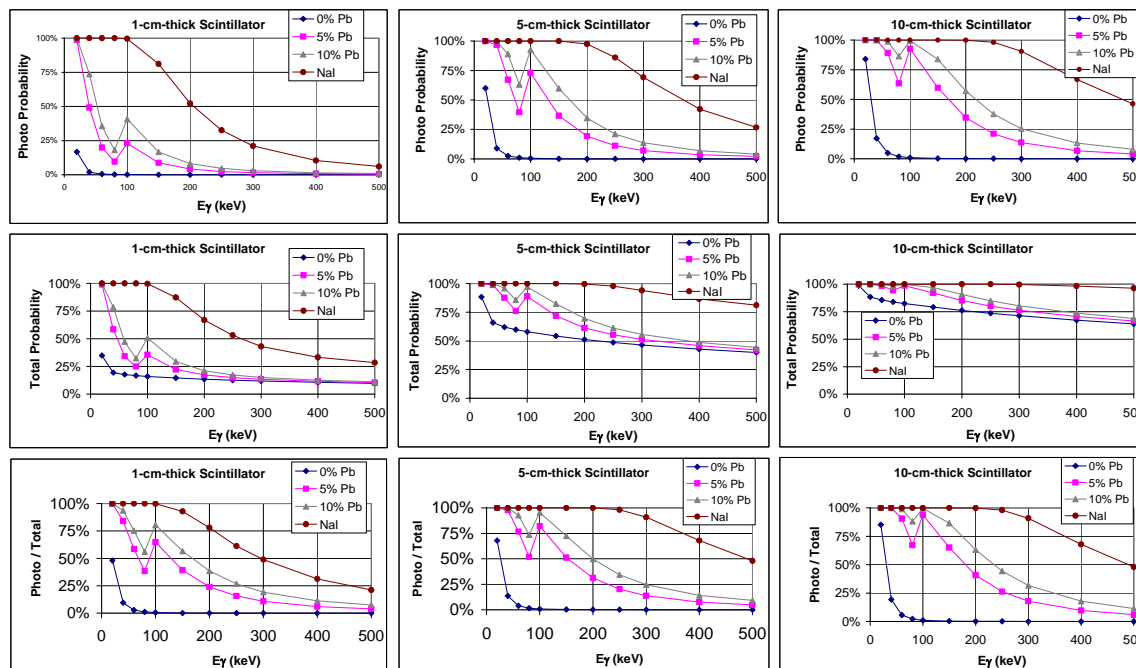 1-cm-thick Scintillator
0% Pb
5% Pb
10% Pb
NaI
100%
75%
50%
25%
0%
Photo Probability
0 100 200 300 400 500
Eγ (keV)
5-cm-thick Scintillator
0% Pb
5% Pb
10% Pb
NaI
100%
75%
50%
25%
0%
Photo Probability
0 100 200 300 400 500
Eγ (keV)
10-cm-thick Scintillator
0% Pb
5% Pb
10% Pb
NaI
100%
75%
50%
25%
0%
Photo Probability
0 100 200 300 400 500
Eγ (keV)
1-cm-thick Scintillator
0% Pb
5% Pb
10% Pb
NaI
100%
75%
50%
25%
0%
Total Probability
0 100 200 300 400 500
Eγ (keV)
5-cm-thick Scintillator
0% Pb
5% Pb
10% Pb
NaI
100%
75%
50%
25%
0%
Total Probability
0 100 200 300 400 500
Eγ (keV)
10-cm-thick Scintillator
100%
75%
50%
25%
0%
0% Pb
5% Pb
10% Pb
NaI
Total Probability
0 100 200 300 400 500
Eγ (keV)
1-cm-thick Scintillator
0% Pb
5% Pb
10% Pb
NaI
100%
75%
50%
25%
0%
Photo / Total
0 100 200 300 400 500
Eγ (keV)
5-cm-thick Scintillator
0% Pb
5% Pb
10% Pb
NaI
100%
75%
50%
25%
0%
Photo / Total
0 100 200 300 400 500
Eγ (keV)
10-cm-thick Scintillator
0% Pb
5% Pb
10% Pb
NaI
100%
75%
50%
25%
0%
Photo / Total
0 100 200 300 400 500
Eγ (keV)